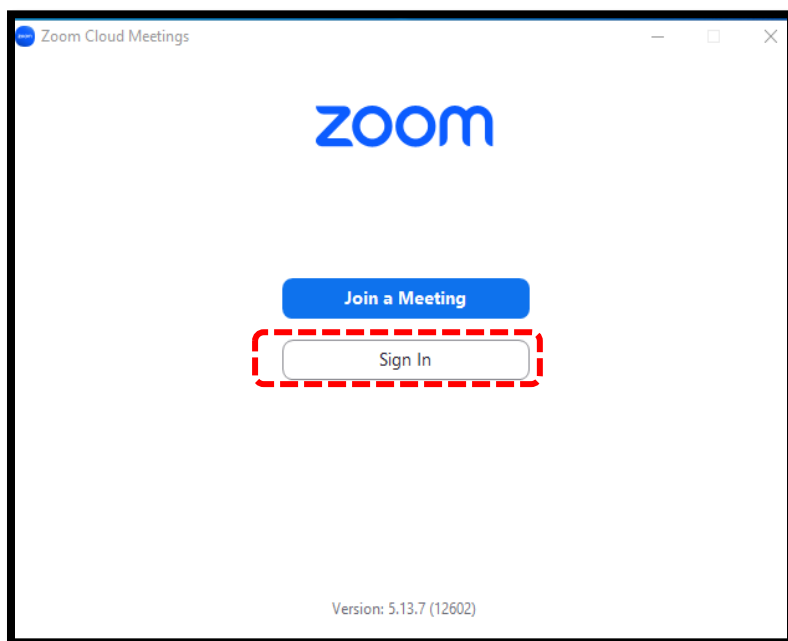 Zoom Cloud Meetings
zoom
Join a Meeting
Sign In
Version: 5.13.7 (12602)